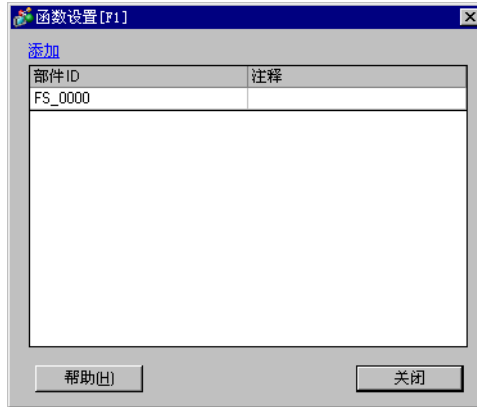 函数设置[F1]
添加
部件ID 注释
FS_0000
帮助(H) 关闭